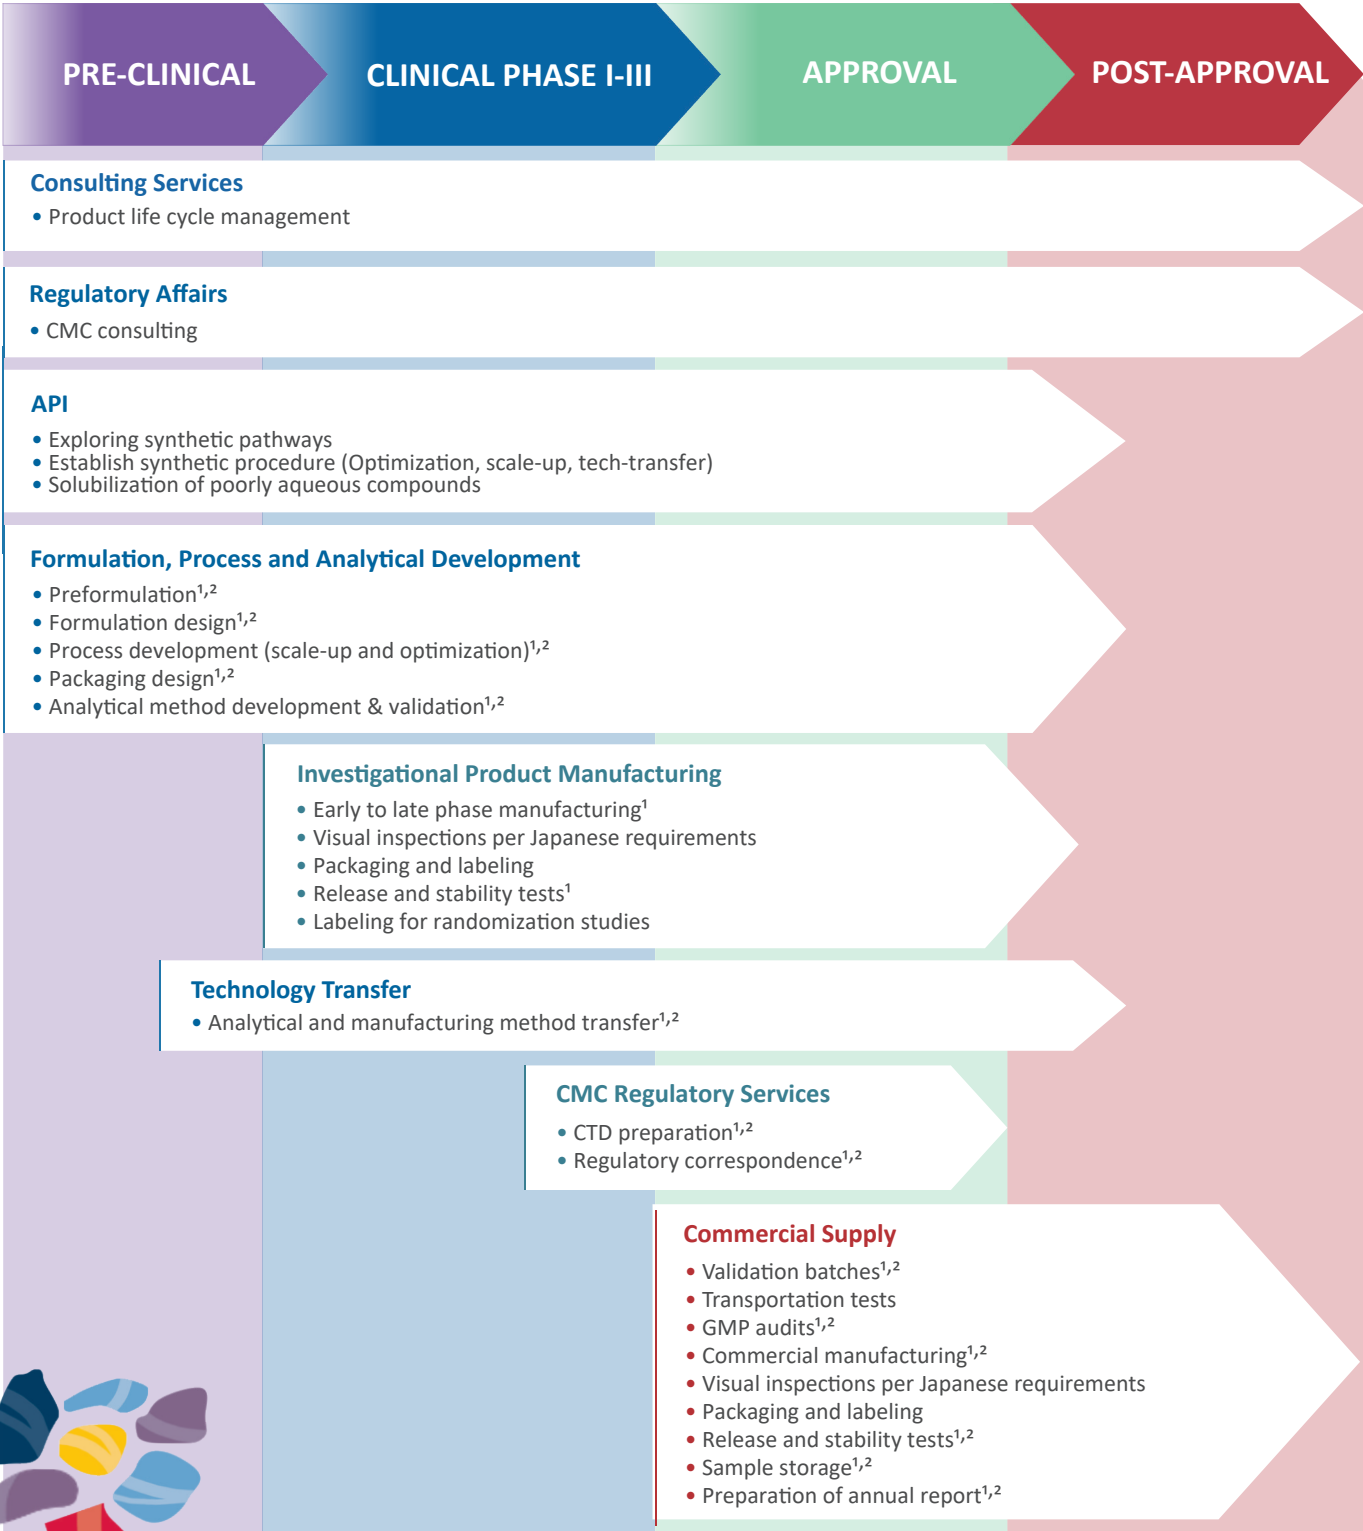 PRE-CLINICAL
CLINICAL PHASE I-III
APPROVAL
POST-APPROVAL
Consulting Services
• Product life cycle management
Regulatory Affairs
• CMC consulting
API
• Exploring synthetic pathways
• Establish synthetic procedure (Optimization, scale-up, tech-transfer)
• Solubilization of poorly aqueous compounds
Formulation, Process and Analytical Development
• Preformulation¹,²
• Formulation design¹,²
• Process development (scale-up and optimization)¹,²
• Packaging design¹,²
• Analytical method development & validation¹,²
Investigational Product Manufacturing
• Early to late phase manufacturing¹
• Visual inspections per Japanese requirements
• Packaging and labeling
• Release and stability tests¹
• Labeling for randomization studies
Technology Transfer
• Analytical and manufacturing method transfer¹,²
CMC Regulatory Services
• CTD preparation¹,²
• Regulatory correspondence¹,²
Commercial Supply
• Validation batches¹,²
• Transportation tests
• GMP audits¹,²
• Commercial manufacturing¹,²
• Visual inspections per Japanese requirements
• Packaging and labeling
• Release and stability tests¹,²
• Sample storage¹,²
• Preparation of annual report¹,²